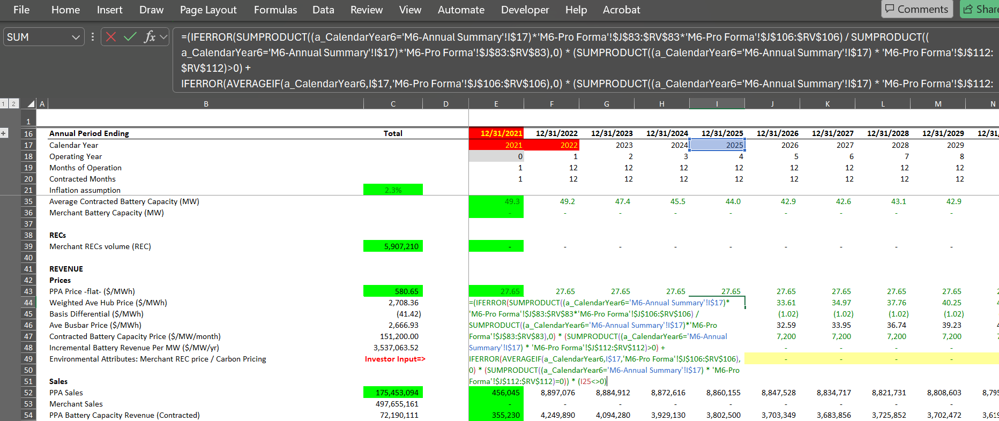 File Home Insert Draw Page Layout Formulas Data Review View Automate Developer Help Acrobat Comments Share
SUM fx =(IFERROR(SUMPRODUCT((a_CalendarYear6='M6-Annual Summary'!I$17)*'M6-Pro Forma'!$J$83:$RV$83*'M6-Pro Forma'!$J$106:$RV$106) / SUMPRODUCT((
a_CalendarYear6='M6-Annual Summary'!I$17)*'M6-Pro Forma'!$J$83:$RV$83),0) * (SUMPRODUCT((a_CalendarYear6='M6-Annual Summary'!I$17) * 'M6-Pro Forma'!$J$112:
$RV$112)>0) +
IFERROR(AVERAGEIF(a_CalendarYear6,I$17,'M6-Pro Forma'!$J$106:$RV$106),0) * (SUMPRODUCT((a_CalendarYear6='M6-Annual Summary'!I$17) * 'M6-Pro Forma'!$J$112:
1 2 A B C D E F G H I J K L M N
1
16 Annual Period Ending Total 12/31/2021 12/31/2022 12/31/2023 12/31/2024 12/31/2025 12/31/2026 12/31/2027 12/31/2028 12/31/2029 12/31/
17 Calendar Year 2021 2022 2023 2024 2025 2026 2027 2028 2029
18 Operating Year 0 1 2 3 4 5 6 7 8
19 Months of Operation 1 12 12 12 12 12 12 12 12
20 Contracted Months 1 12 12 12 12 12 12 12 12
21 Inflation assumption 2.3%
35 Average Contracted Battery Capacity (MW) 49.3 49.2 47.4 45.5 44.0 42.9 42.6 43.1 42.9
36 Merchant Battery Capacity (MW) - - - - - - - - -
37
38 RECs
39 Merchant RECs volume (REC) 5,907,210 - - - - - - - - -
40
41 REVENUE
42 Prices
43 PPA Price -flat- ($/MWh) 580.65 27.65 27.65 27.65 27.65 27.65 27.65 27.65 27.65 27.65
44 Weighted Ave Hub Price ($/MWh) 2,708.36 =(IFERROR(SUMPRODUCT((a_CalendarYear6='M6-Annual Summary'!I$17)* 33.61 34.97 37.76 40.25
45 Basis Differential ($/MWh) (41.42) 'M6-Pro Forma'!$J$83:$RV$83*'M6-Pro Forma'!$J$106:$RV$106) / (1.02) (1.02) (1.02) (1.02)
46 Ave Busbar Price ($/MWh) 2,666.93 SUMPRODUCT((a_CalendarYear6='M6-Annual Summary'!I$17)*'M6-Pro 32.59 33.95 36.74 39.23
47 Contracted Battery Capacity Price ($/MW/month) 151,200.00 Forma'!$J$83:$RV$83),0) * (SUMPRODUCT((a_CalendarYear6='M6-Annual 7,200 7,200 7,200 7,200
48 Incremental Battery Revenue Per MW ($/MW/yr) 3,537,063.52 Summary'!I$17) * 'M6-Pro Forma'!$J$112:$RV$112)>0) + - - - -
49 Environmental Attributes: Merchant REC price / Carbon Pricing Investor Input=> IFERROR(AVERAGEIF(a_CalendarYear6,I$17,'M6-Pro Forma'!$J$106:$RV$106), - - - -
50 0) * (SUMPRODUCT((a_CalendarYear6='M6-Annual Summary'!I$17) * 'M6-Pro
51 Sales Forma'!$J$112:$RV$112)=0)) * (I25<>0)
52 PPA Sales 175,453,094 456,045 8,897,076 8,884,912 8,872,616 8,860,155 8,847,528 8,834,717 8,821,731 8,808,603 8,795
53 Merchant Sales 497,655,161 - - - - - - - - -
54 PPA Battery Capacity Revenue (Contracted) 72,190,111 355,230 4,249,890 4,094,280 3,929,130 3,802,500 3,703,349 3,683,856 3,725,852 3,702,472 3,619